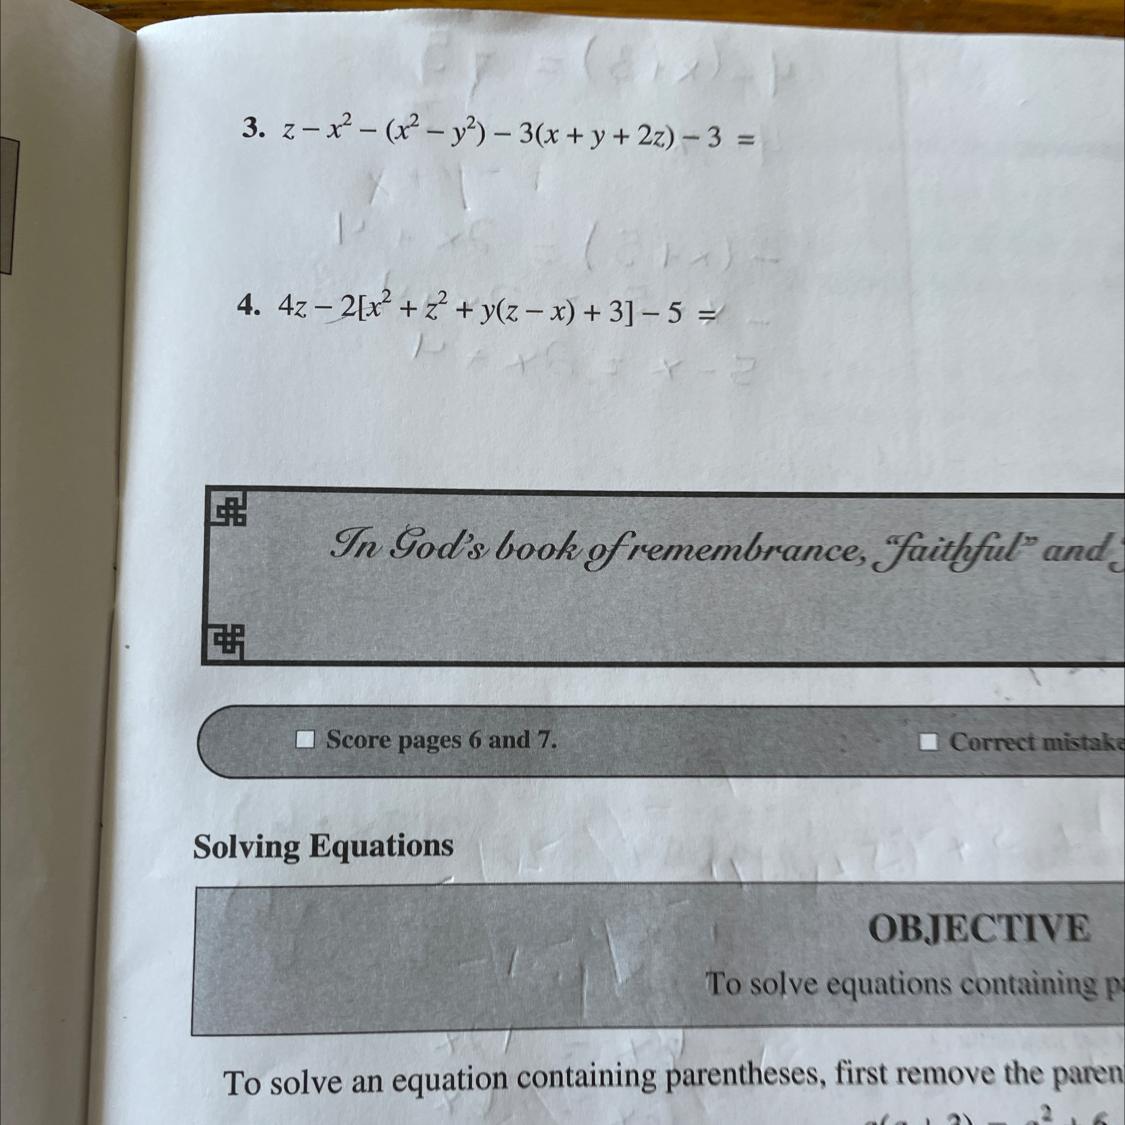 3. z – x² – (x² – y²) – 3(x + y + 2z) – 3 =
4. 4z – 2[x² + z² + y(z – x) + 3] – 5 =
In God's book of remembrance, "faithful" and
Score pages 6 and 7.
Correct mistake
Solving Equations
OBJECTIVE
To solve equations containing pa
To solve an equation containing parentheses, first remove the paren